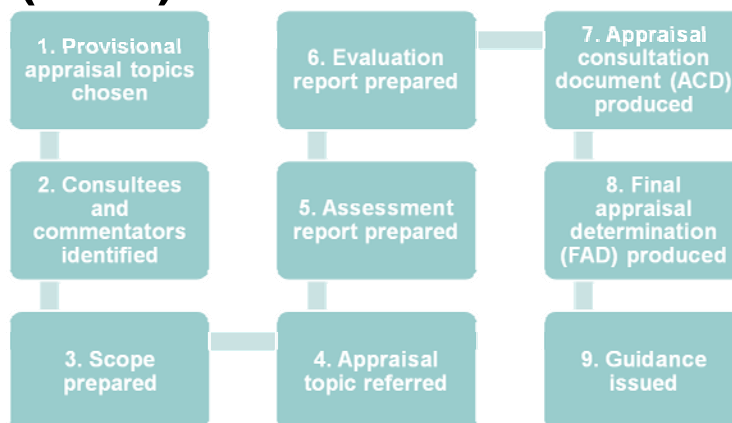 1. Provisional
appraisal topics
chosen
2. Consultees
and
commentators
identified
3. Scope
prepared
4. Appraisal
topic referred
5. Assessment
report prepared
6. Evaluation
report prepared
7. Appraisal
consultation
document (ACD)
produced
8. Final
appraisal
determination
(FAD) produced
9. Guidance
issued